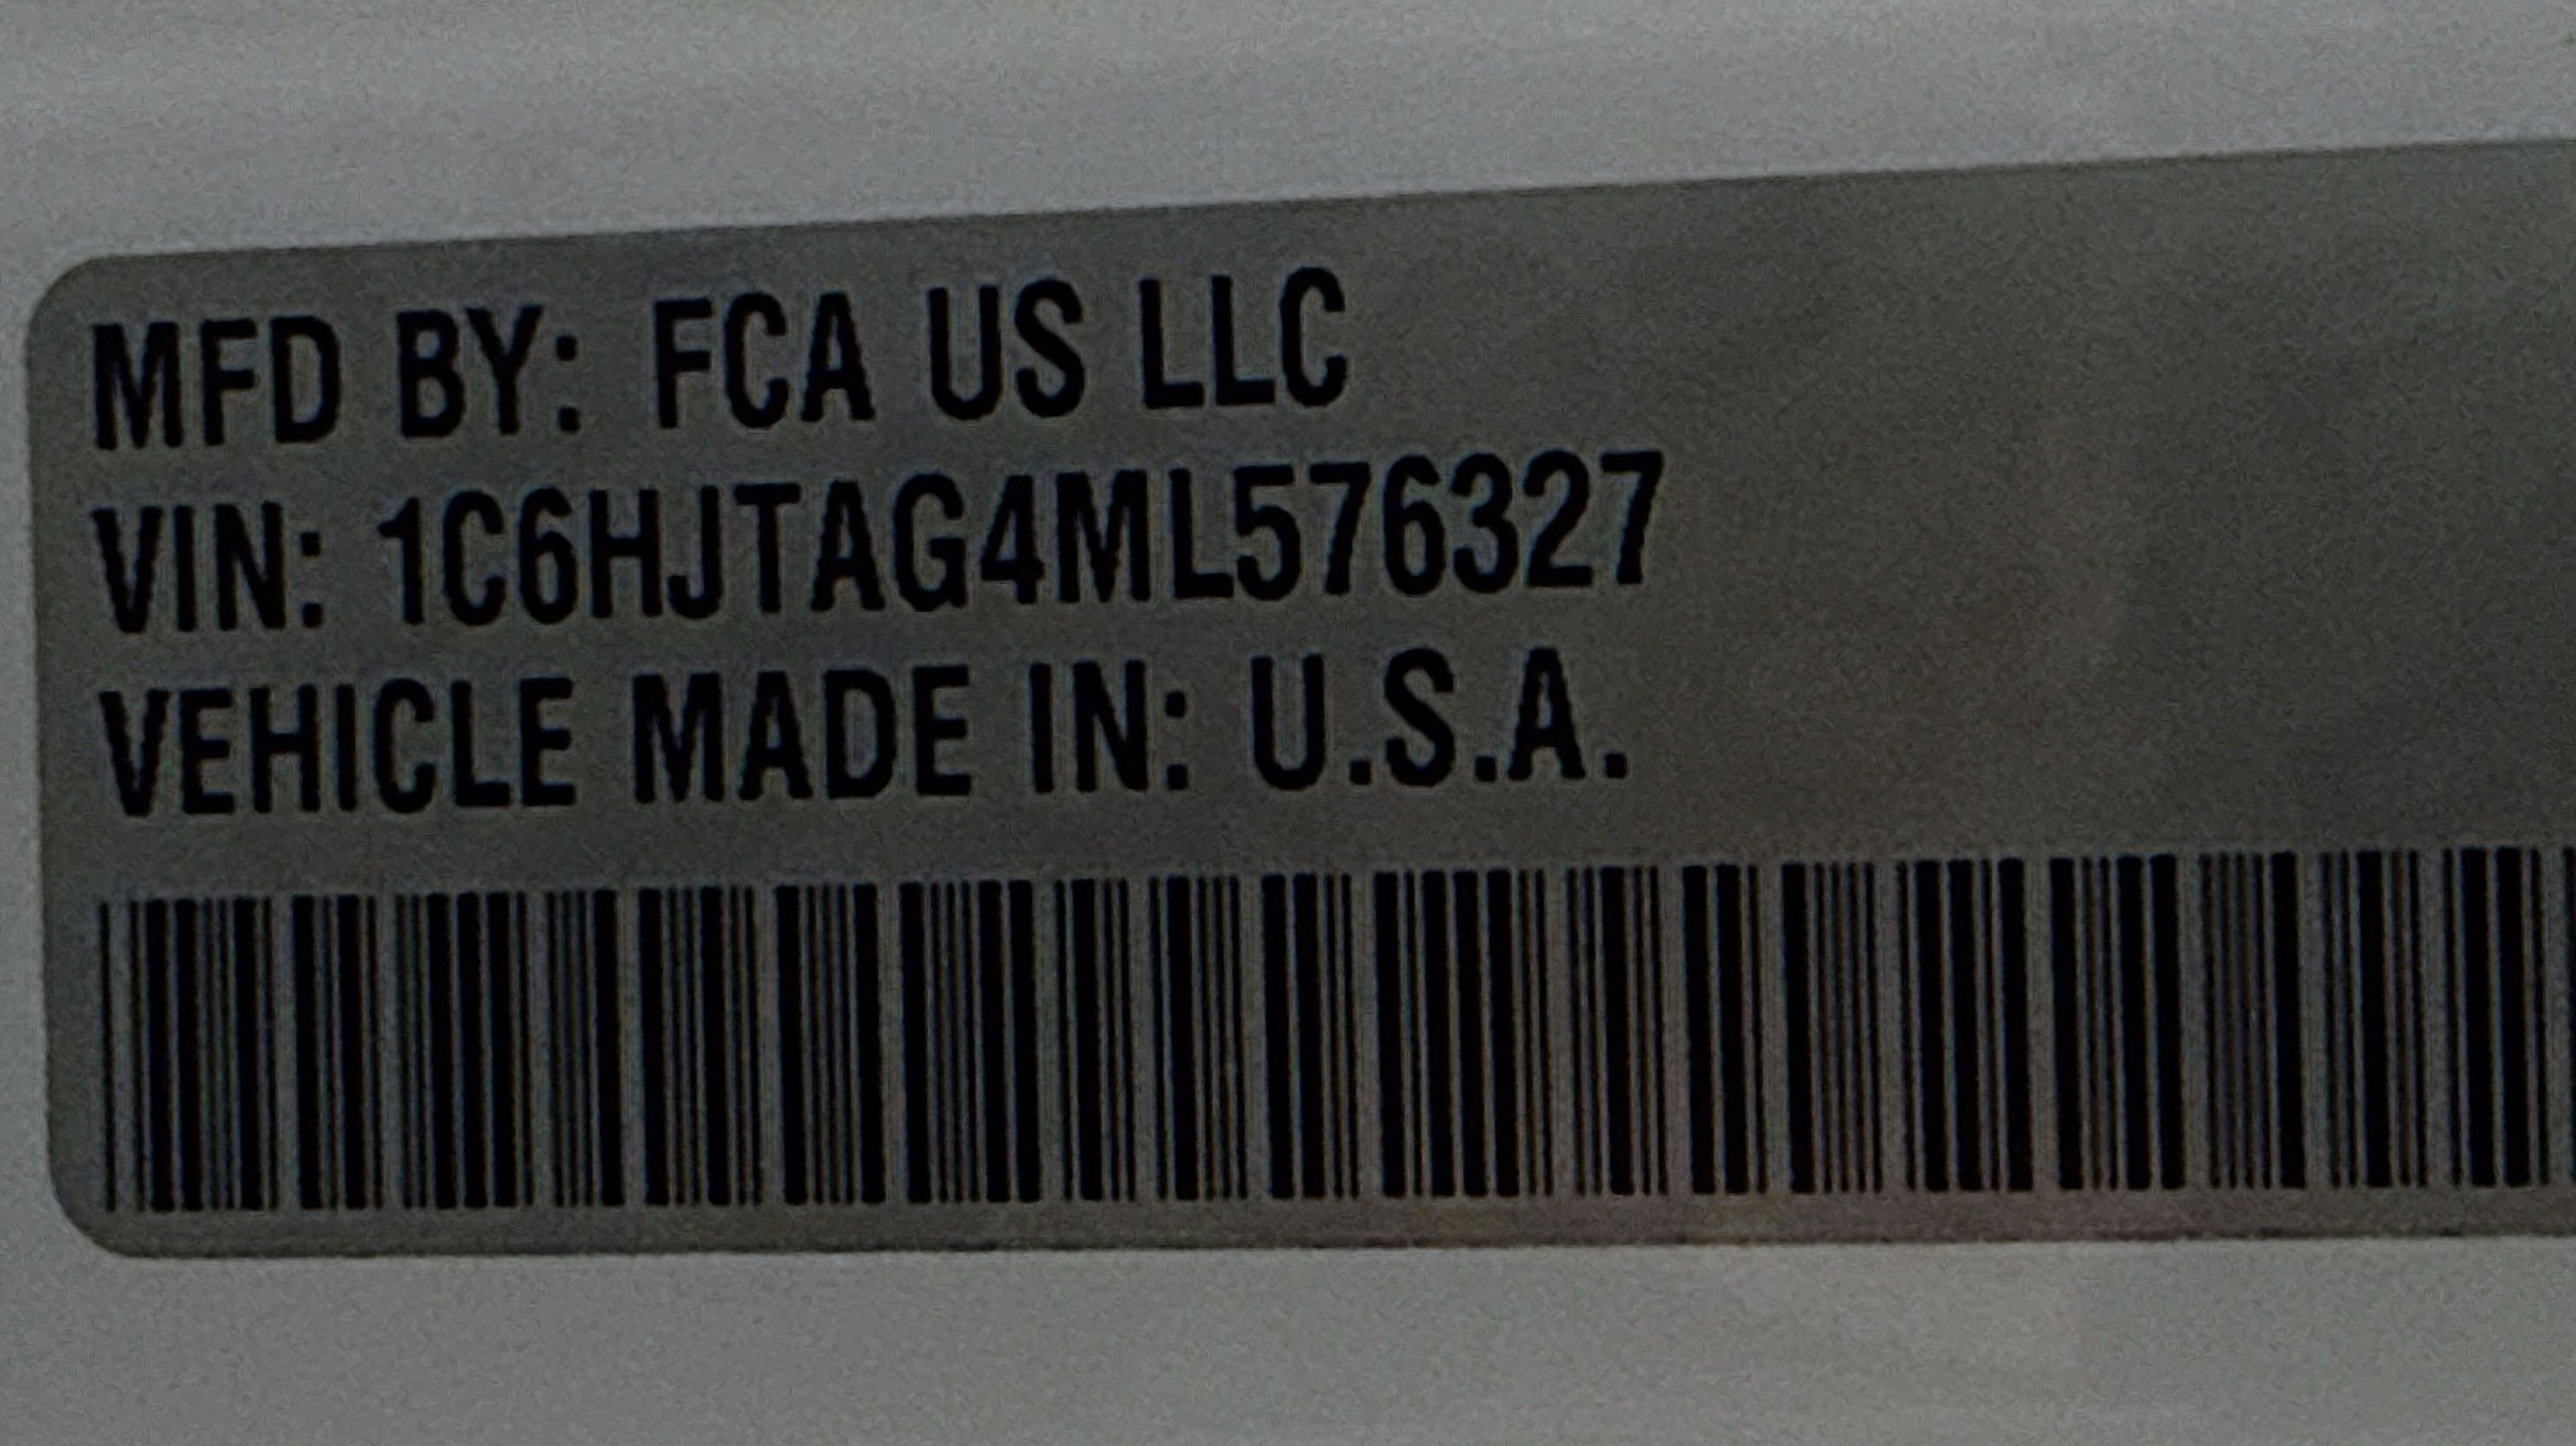 MFD BY: FCA US LLC
VIN: 1C6HJTAG4ML576327
VEHICLE MADE IN: U.S.A.